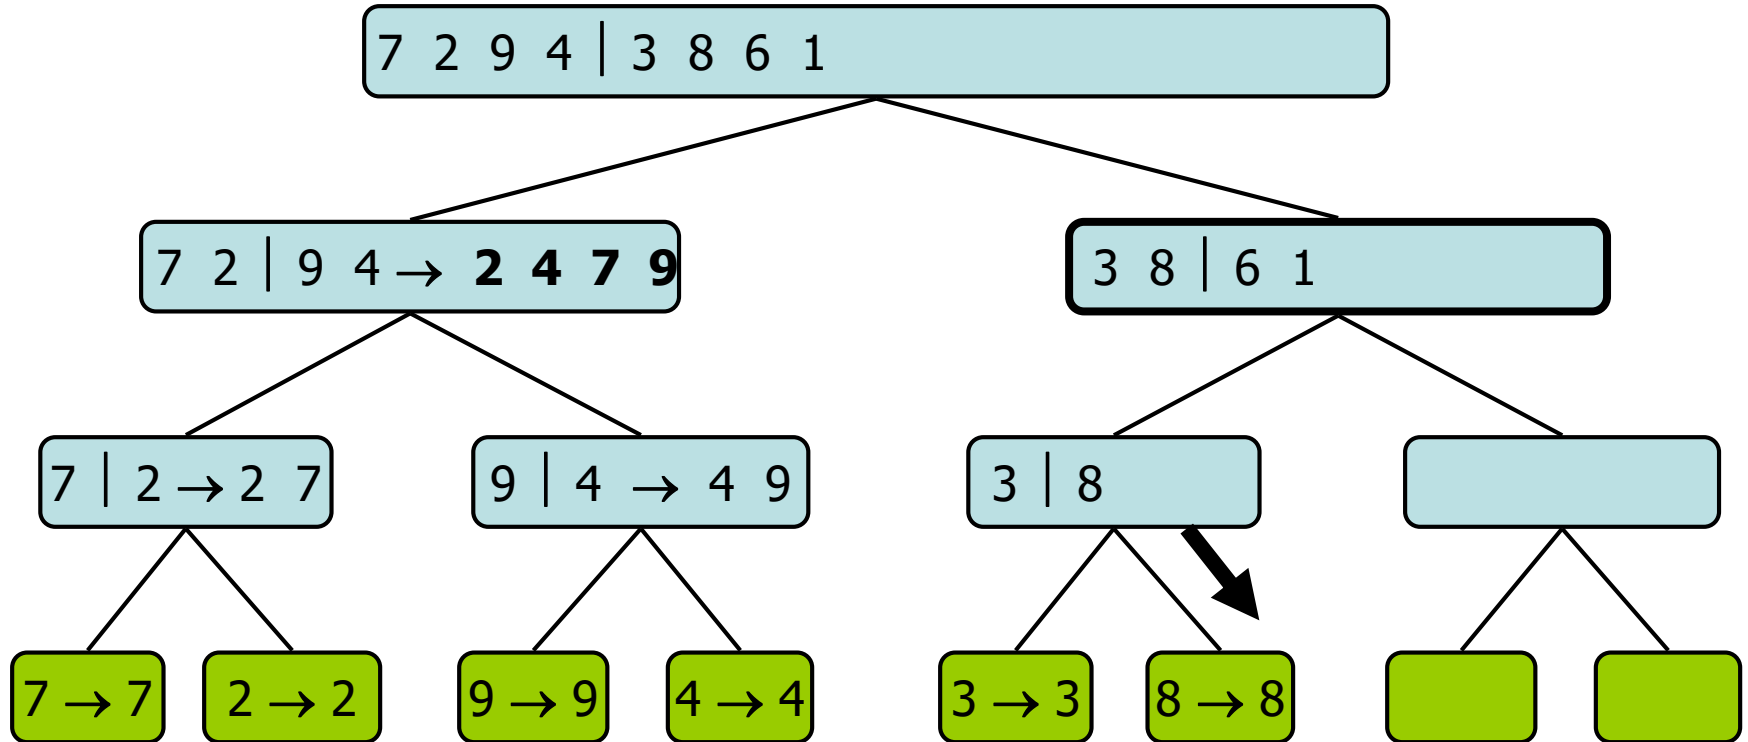 7 2 9 4 | 3 8 6 1
7 2 | 9 4 → 2 4 7 9
3 8 | 6 1
7 | 2 → 2 7
9 | 4 → 4 9
3 | 8
7 → 7
2 → 2
9 → 9
4 → 4
3 → 3
8 → 8